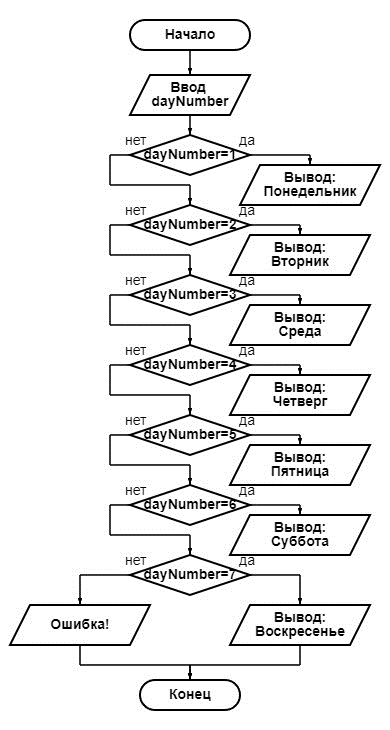 Начало
Ввод
dayNumber
нет
да
dayNumber=1
Вывод:
Понедельник
нет
да
dayNumber=2
Вывод:
Вторник
нет
да
dayNumber=3
Вывод:
Среда
нет
да
dayNumber=4
Вывод:
Четверг
нет
да
dayNumber=5
Вывод:
Пятница
нет
да
dayNumber=6
Вывод:
Суббота
нет
да
dayNumber=7
Ошибка!
Вывод:
Воскресенье
Конец